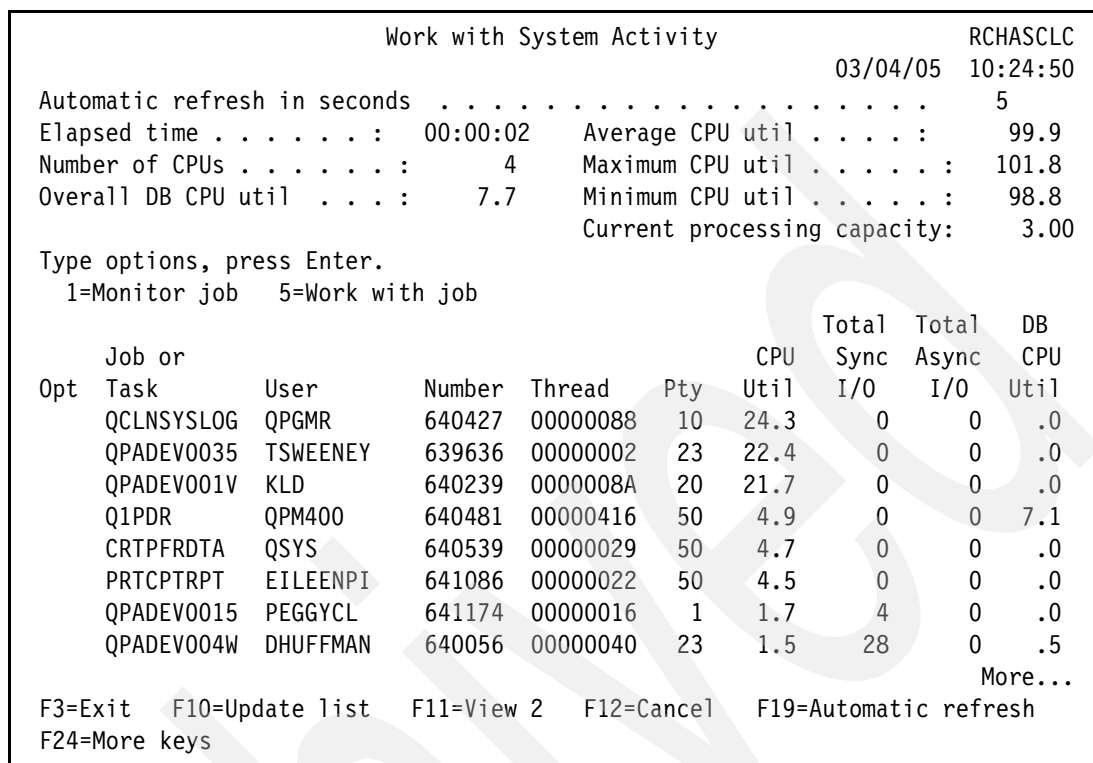 Work with System Activity RCHASCLC
03/04/05 10:24:50
Automatic refresh in seconds . . . . . . . . . . . . . . . . . . . 5
Elapsed time . . . . . . : 00:00:02 Average CPU util . . . . : 99.9
Number of CPUs . . . . . . : 4 Maximum CPU util . . . . . : 101.8
Overall DB CPU util . . . : 7.7 Minimum CPU util . . . . . : 98.8
Current processing capacity: 3.00
Type options, press Enter.
1=Monitor job 5=Work with job
Total Total DB
Job or CPU Sync Async CPU
Opt Task User Number Thread Pty Util I/O I/O Util
QCLNSYSLOG QPGMR 640427 00000088 10 24.3 0 0 .0
QPADEV0035 TSWEENEY 639636 00000002 23 22.4 0 0 .0
QPADEV001V KLD 640239 0000008A 20 21.7 0 0 .0
Q1PDR QPM400 640481 00000416 50 4.9 0 0 7.1
CRTPFRDTA QSYS 640539 00000029 50 4.7 0 0 .0
PRTCPTRPT EILEENPI 641086 00000022 50 4.5 0 0 .0
QPADEV0015 PEGGYCL 641174 00000016 1 1.7 4 0 .0
QPADEV004W DHUFFMAN 640056 00000040 23 1.5 28 0 .5
More...
F3=Exit F10=Update list F11=View 2 F12=Cancel F19=Automatic refresh
F24=More keys